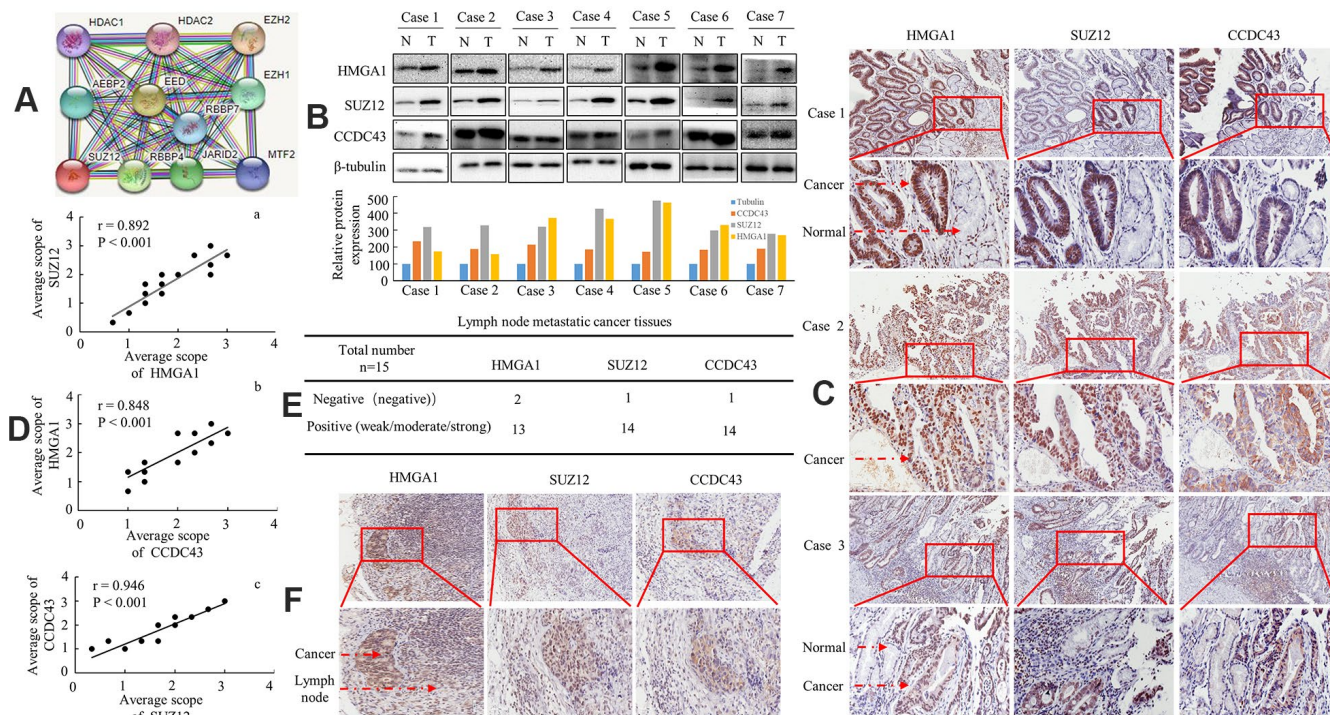 A
HDAC1
HDAC2
EZH2
AEBP2
EED
EZH1
RBBP7
SUZ12
RBBP4
JARID2
MTF2
B
Case 1
Case 2
Case 3
Case 4
Case 5
Case 6
Case 7
N T
N T
N T
N T
N T
N T
N T
HMGA1
SUZ12
CCDC43
β-tubulin
Relative protein
expression
500
400
300
200
100
Tubulin
CCDC43
SUZ12
HMGA1
Case 1
Case 2
Case 3
Case 4
Case 5
Case 6
Case 7
C
HMGA1
SUZ12
CCDC43
Case 1
Cancer
Normal
Case 2
Cancer
Case 3
Normal
Cancer
D
a
r = 0.892
P < 0.001
Average scope of
SUZ12
4
3
2
1
0
0 1 2 3 4
Average scope
of HMGA1
b
r = 0.848
P < 0.001
Average scope of
HMGA1
4
3
2
1
0
0 1 2 3 4
Average scope
of CCDC43
c
r = 0.946
P < 0.001
Average scope of
CCDC43
4
3
2
1
0
0 1 2 3 4
Average scope
of SUZ12
E
Lymph node metastatic cancer tissues
Total number
n=15
HMGA1
SUZ12
CCDC43
Negative（negative))
2
1
1
Positive (weak/moderate/strong)
13
14
14
F
HMGA1
SUZ12
CCDC43
Cancer
Lymph
node